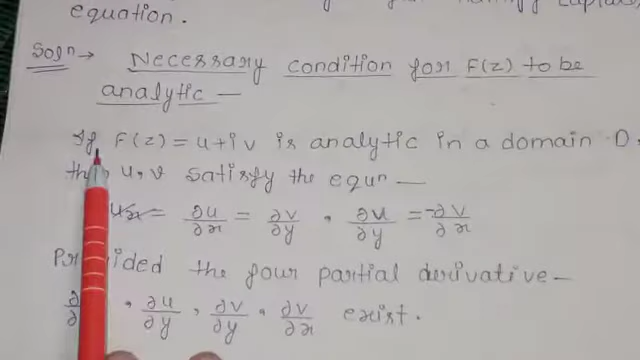 equation.
Soln → Necessary condition for F(z) to be
analytic —
If F(z) = u+iv is analytic in a domain D,
u, v satisfy the equn —
∂u/∂x = ∂v/∂y , ∂u/∂y = -∂v/∂x
the four partial derivative —
, ∂u/∂y , ∂v/∂y , ∂v/∂x exist.